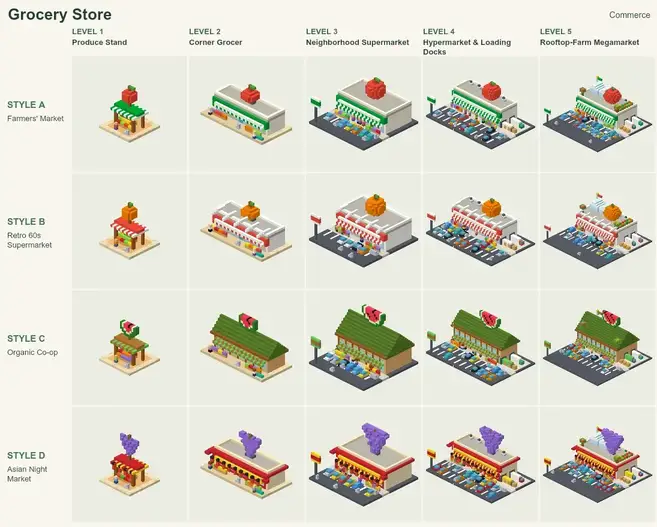 Grocery Store
Commerce
LEVEL 1
Produce Stand
LEVEL 2
Corner Grocer
LEVEL 3
Neighborhood Supermarket
LEVEL 4
Hypermarket & Loading
Docks
LEVEL 5
Rooftop-Farm Megamarket
STYLE A
Farmers' Market
STYLE B
Retro 60s
Supermarket
STYLE C
Organic Co-op
STYLE D
Asian Night
Market